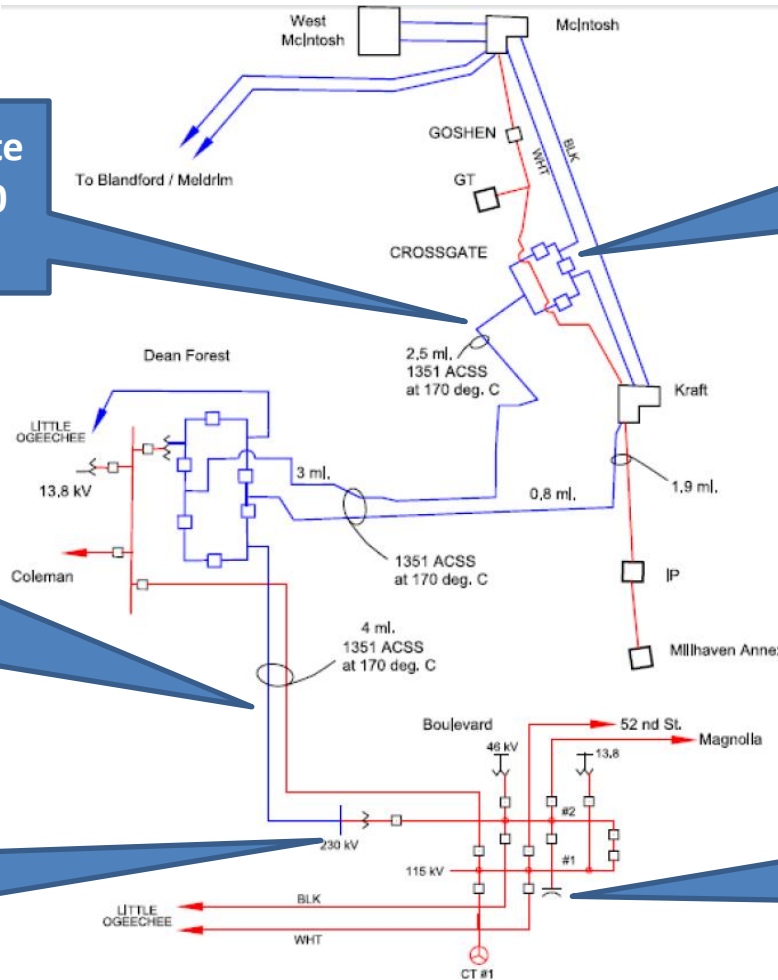 West
McIntosh
McIntosh
GOSHEN
WHT
BLK
te
0
To Blandford / Meldrim
GT
CROSSGATE
2.5 mi.
1351 ACSS
at 170 deg. C
Dean Forest
Kraft
LITTLE
OGEECHEE
13.8 kV
3 mi.
0.8 mi.
1.9 mi.
1351 ACSS
at 170 deg. C
Coleman
IP
4 mi.
1351 ACSS
at 170 deg. C
Millhaven Annex
Boulevard
52 nd St.
46 kV
Magnolia
13.8
#2
230 kV
#1
115 kV
BLK
LITTLE
OGEECHEE
WHT
CT #1